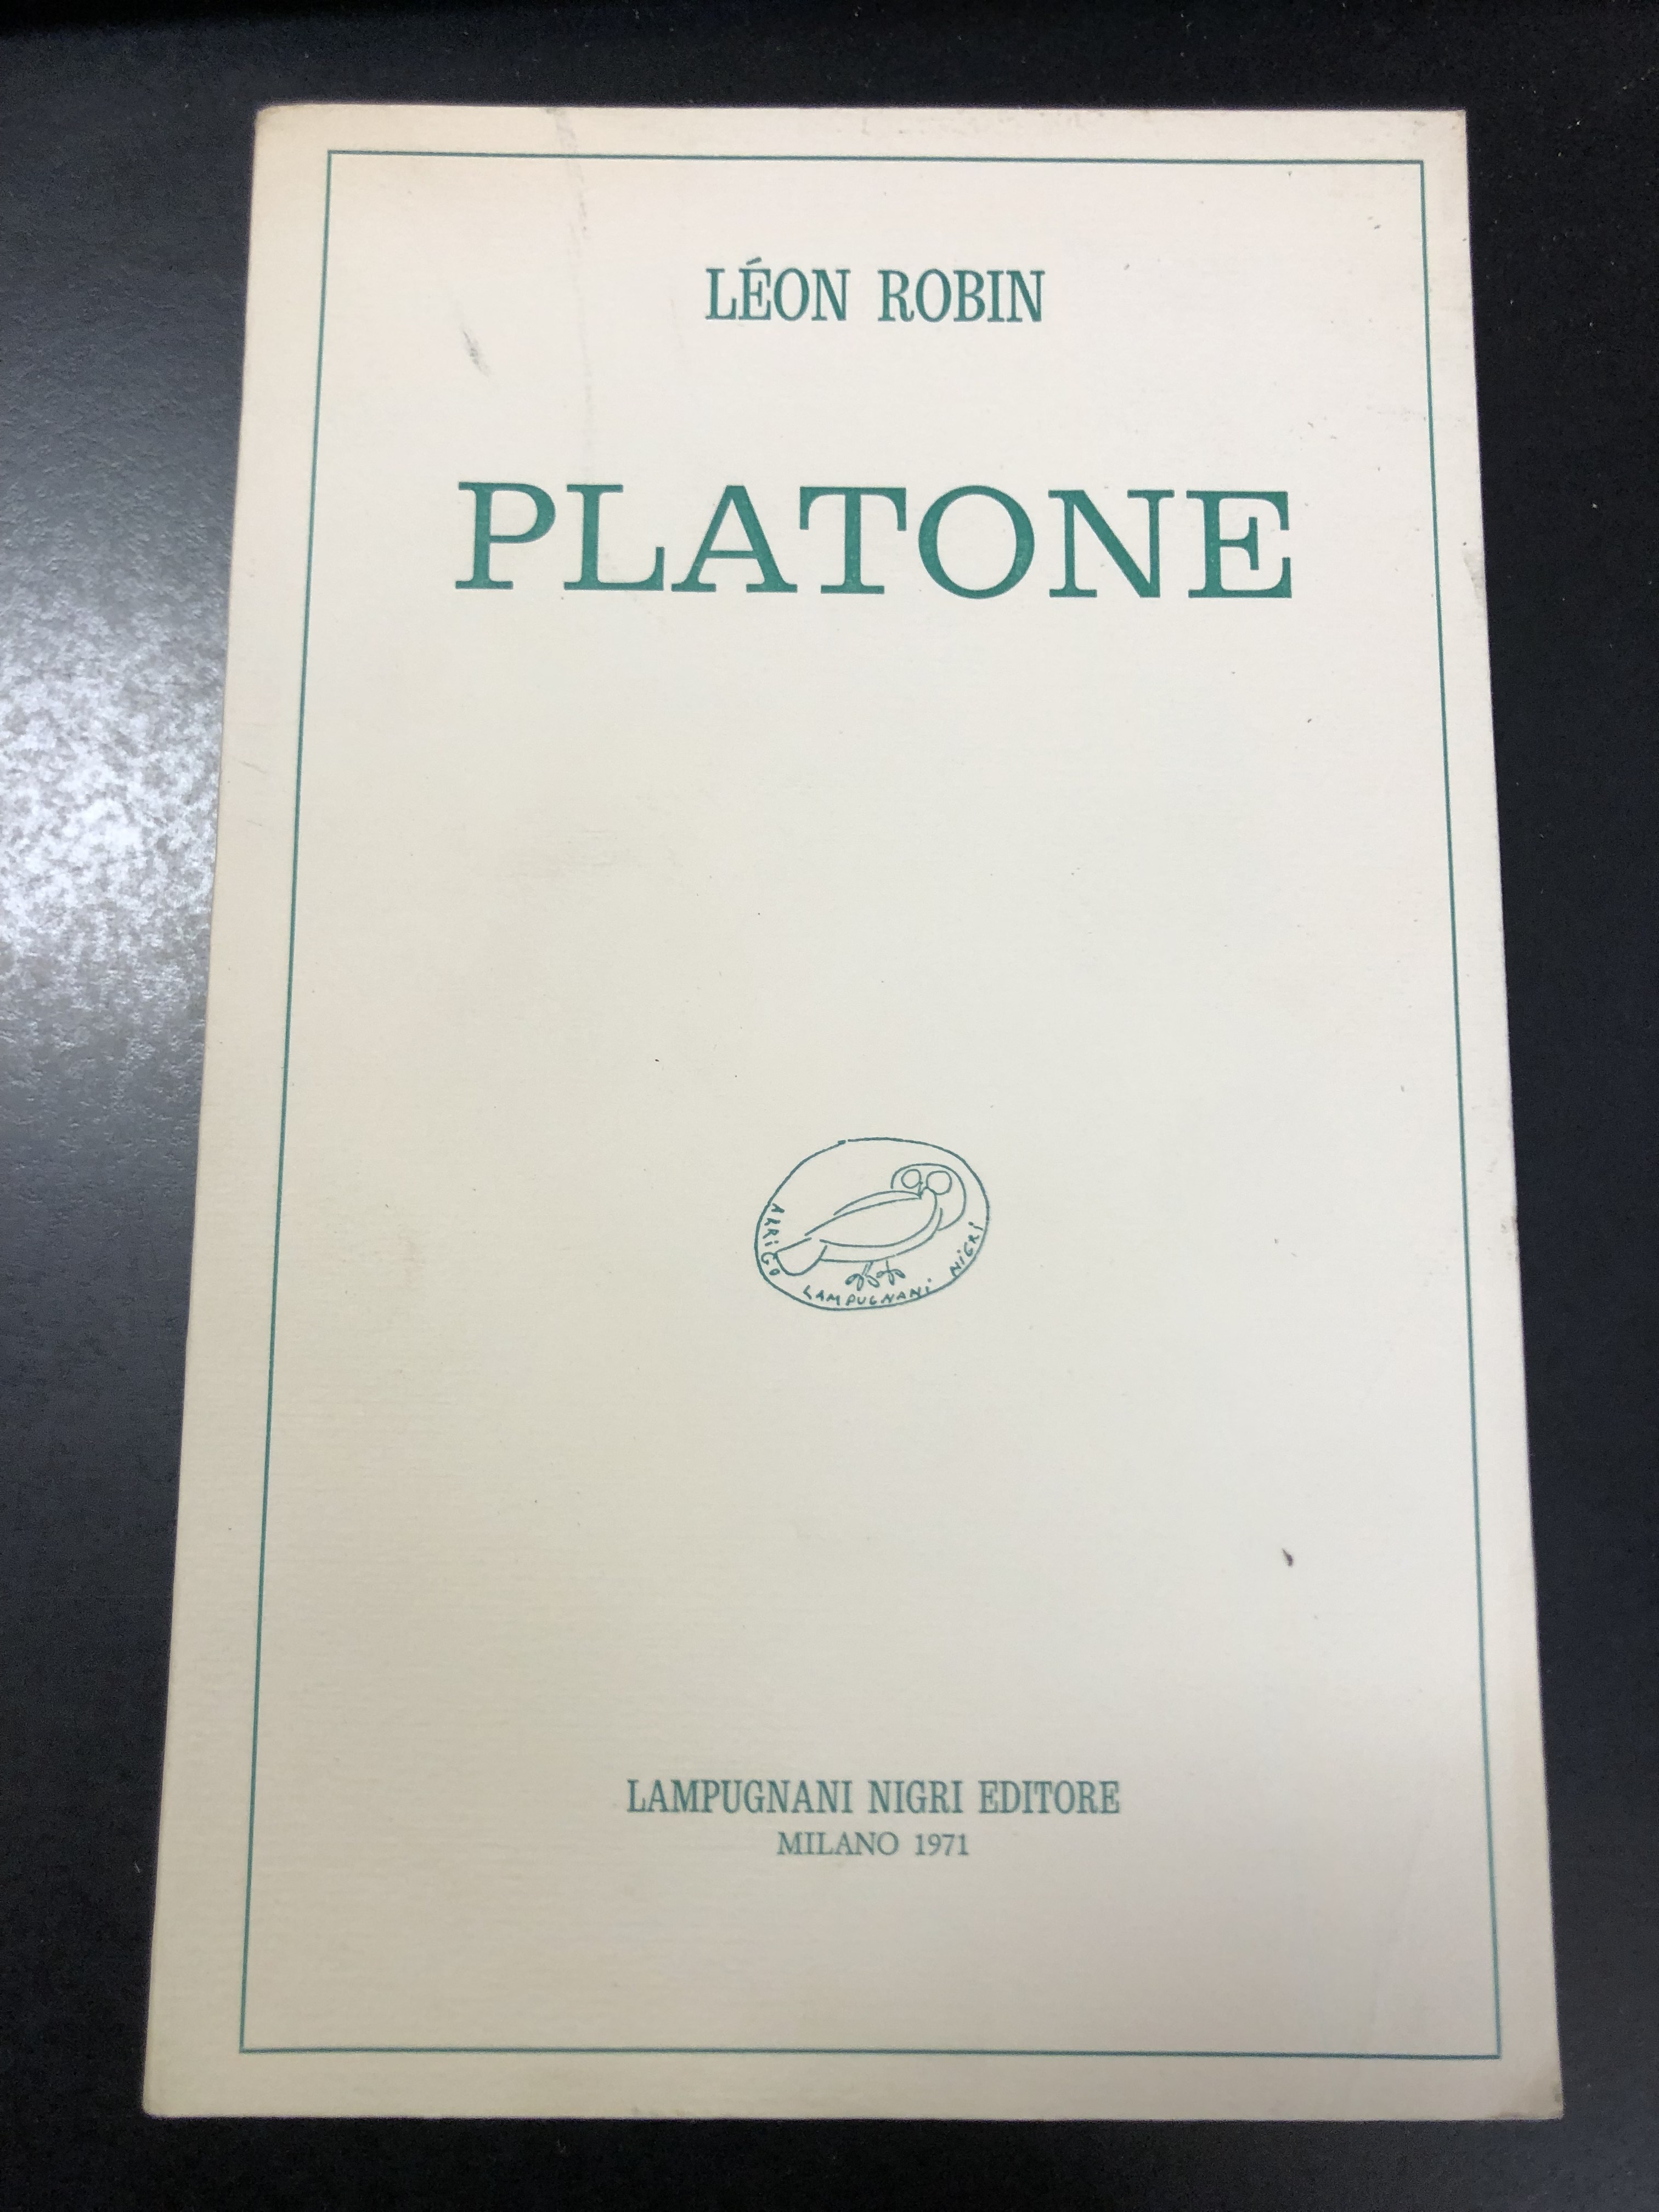 LÉON ROBIN
PLATONE
ARRIGO LAMPUGNANI NIGRI
LAMPUGNANI NIGRI EDITORE
MILANO 1971